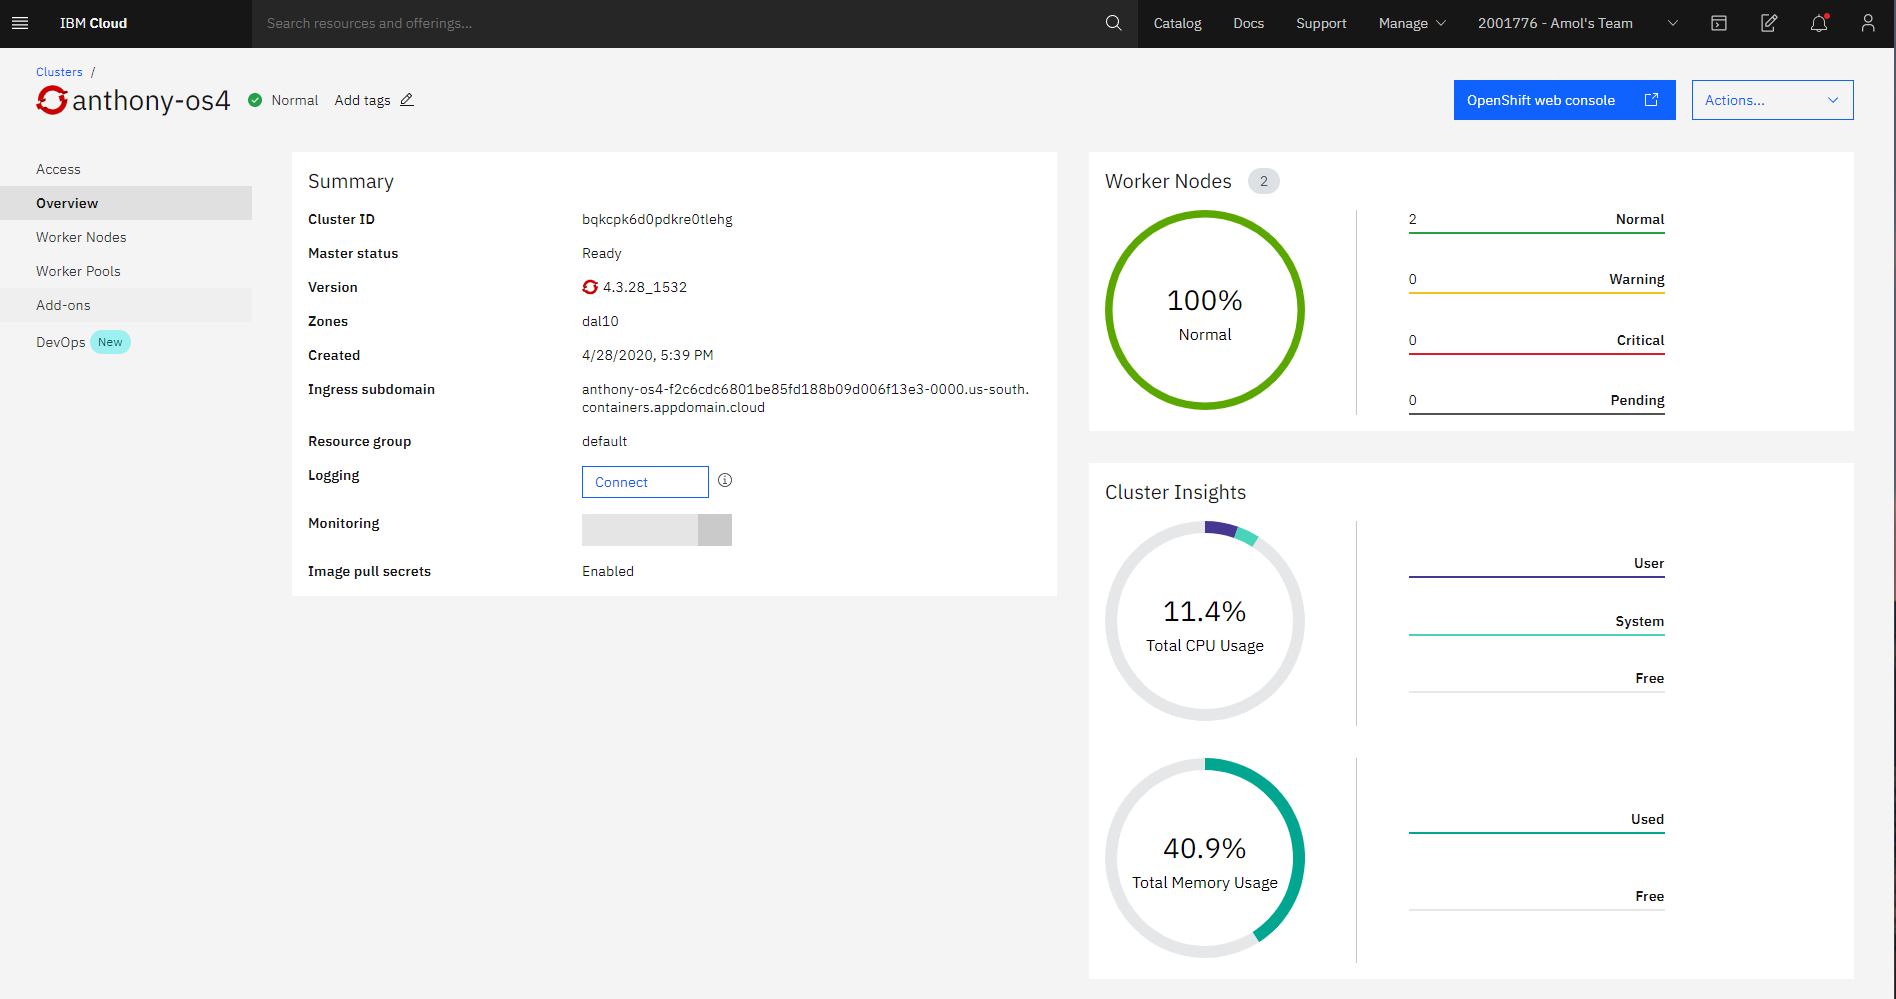 IBM Cloud
Search resources and offerings...
Catalog
Docs
Support
Manage
2001776 - Amol's Team
Clusters /
anthony-os4
Normal
Add tags
OpenShift web console
Actions...
Access
Overview
Worker Nodes
Worker Pools
Add-ons
DevOps New
Summary
Cluster ID bqkcpk6d0pdkre0tlehg
Master status Ready
Version 4.3.28_1532
Zones dal10
Created 4/28/2020, 5:39 PM
Ingress subdomain anthony-os4-f2c6cdc6801be85fd188b09d006f13e3-0000.us-south.
containers.appdomain.cloud
Resource group default
Logging Connect
Monitoring
Image pull secrets Enabled
Worker Nodes 2
100%
Normal
2 Normal
0 Warning
0 Critical
0 Pending
Cluster Insights
11.4%
Total CPU Usage
User
System
Free
40.9%
Total Memory Usage
Used
Free